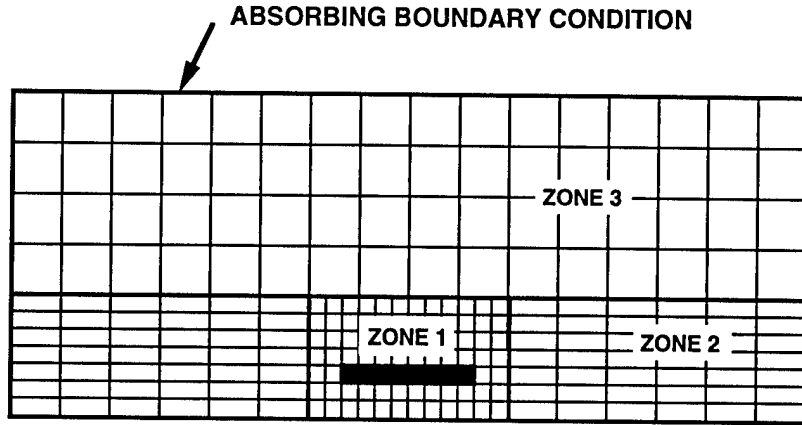 ABSORBING BOUNDARY CONDITION
ZONE 3
ZONE 1
ZONE 2